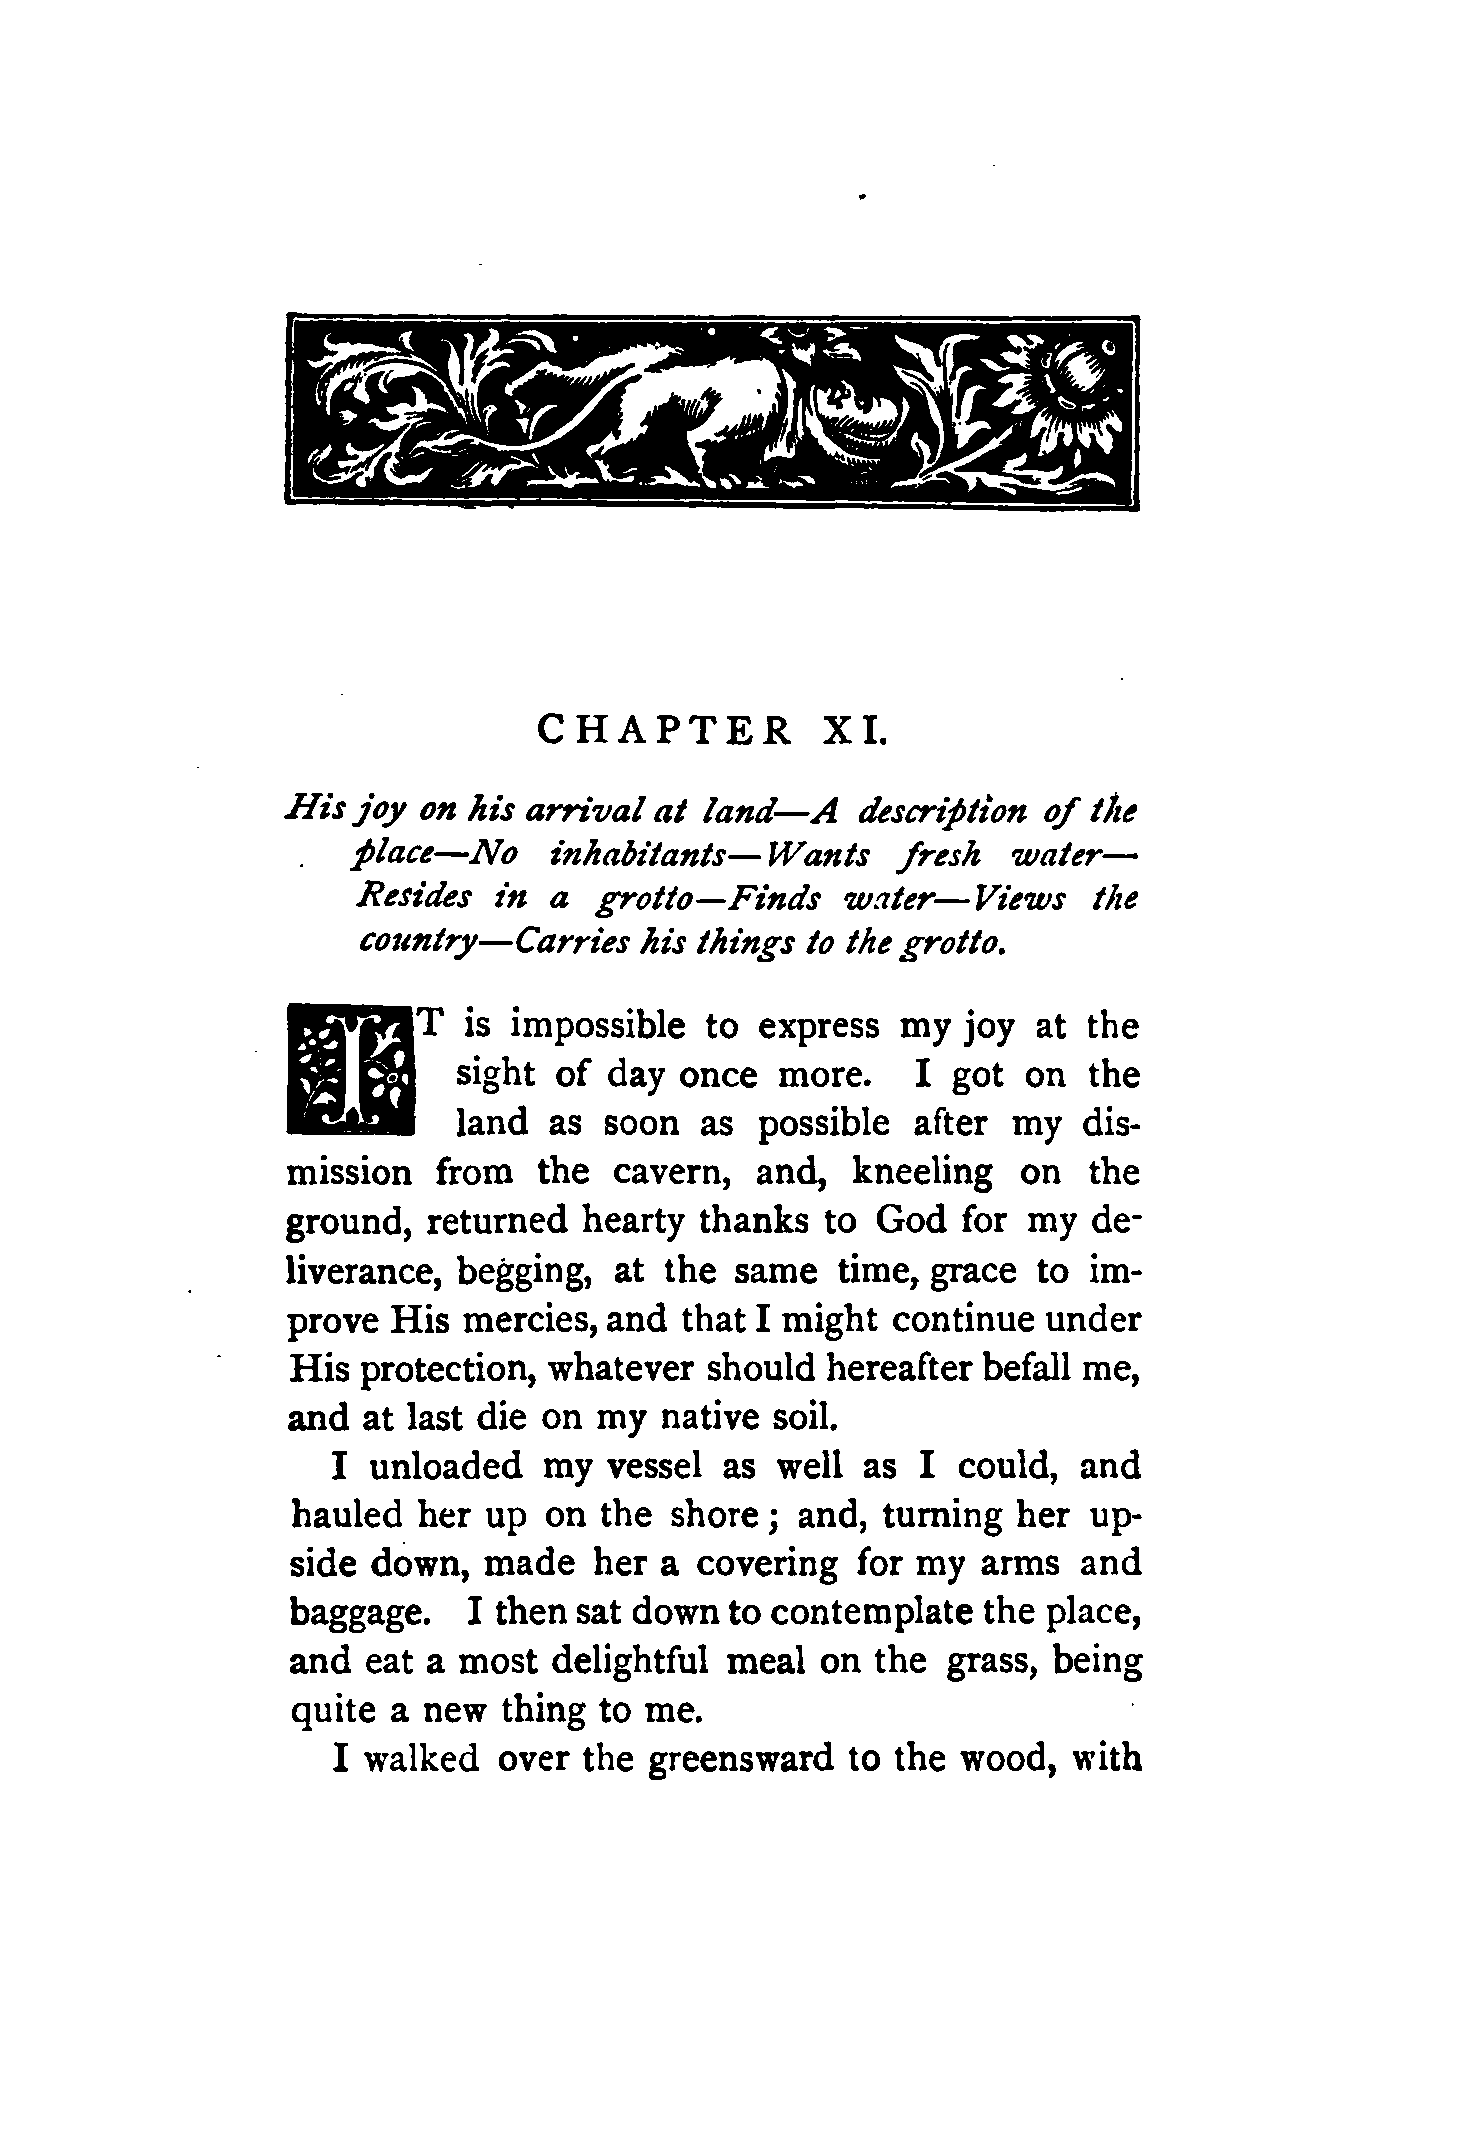 CHAPTER XI.
His joy on his arrival at land—A description of the
place—No inhabitants—Wants fresh water—
Resides in a grotto—Finds water—Views the
country—Carries his things to the grotto.
IT is impossible to express my joy at the
sight of day once more. I got on the
land as soon as possible after my dis-
mission from the cavern, and, kneeling on the
ground, returned hearty thanks to God for my de-
liverance, begging, at the same time, grace to im-
prove His mercies, and that I might continue under
His protection, whatever should hereafter befall me,
and at last die on my native soil.
I unloaded my vessel as well as I could, and
hauled her up on the shore; and, turning her up-
side down, made her a covering for my arms and
baggage. I then sat down to contemplate the place,
and eat a most delightful meal on the grass, being
quite a new thing to me.
I walked over the greensward to the wood, with